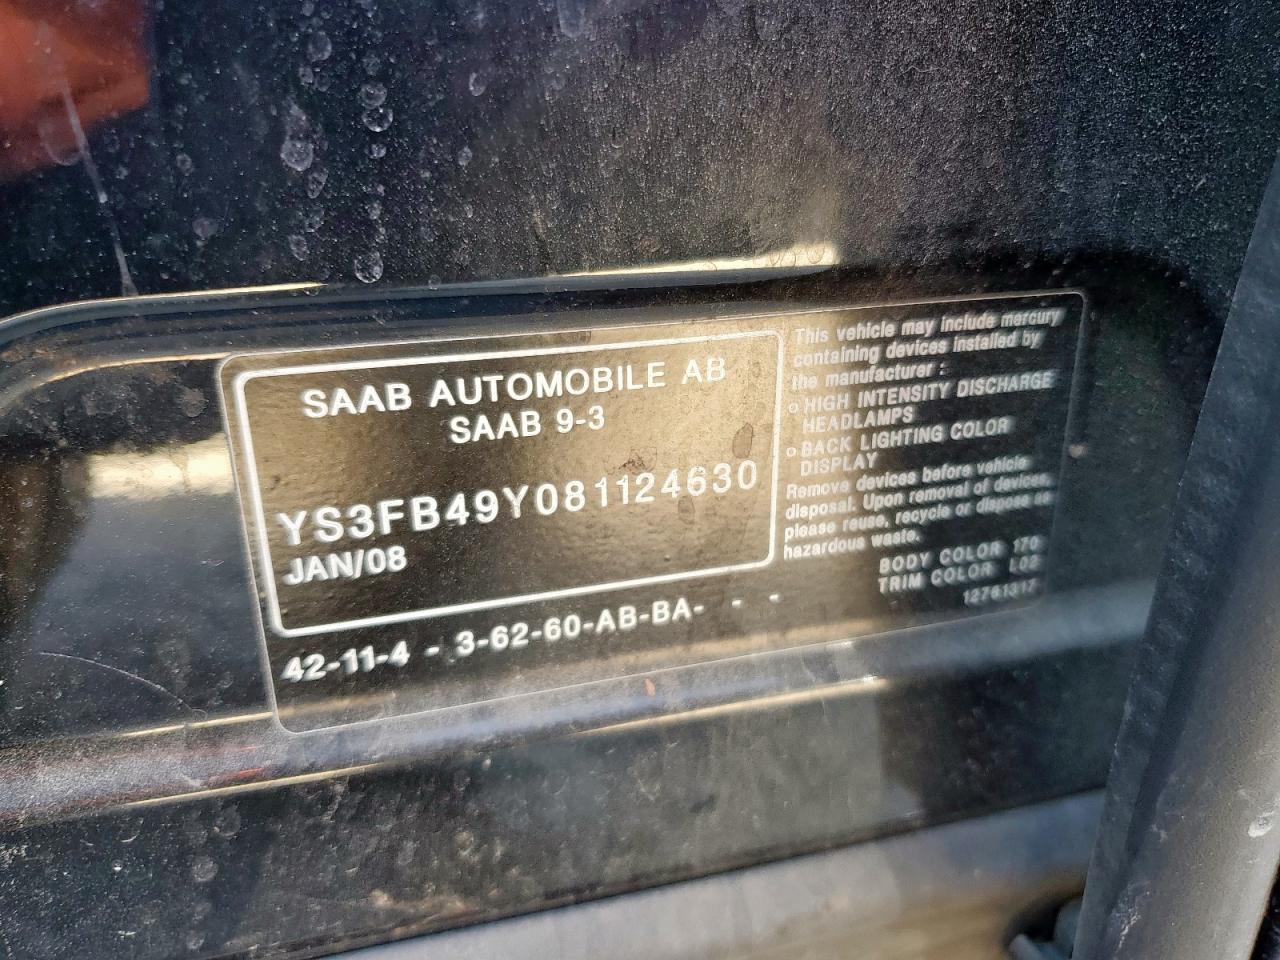 SAAB AUTOMOBILE AB
SAAB 9-3
YS3FB49Y081124630
JAN/08
42-11-4 - 3-62-60-AB-BA- - -
This vehicle may include mercury
containing devices installed by
the manufacturer :
o HIGH INTENSITY DISCHARGE
HEADLAMPS
o BACK LIGHTING COLOR
DISPLAY
Remove devices before vehicle
disposal. Upon removal of devices,
please reuse, recycle or dispose as
hazardous waste.
BODY COLOR 170
TRIM COLOR L02
12781317